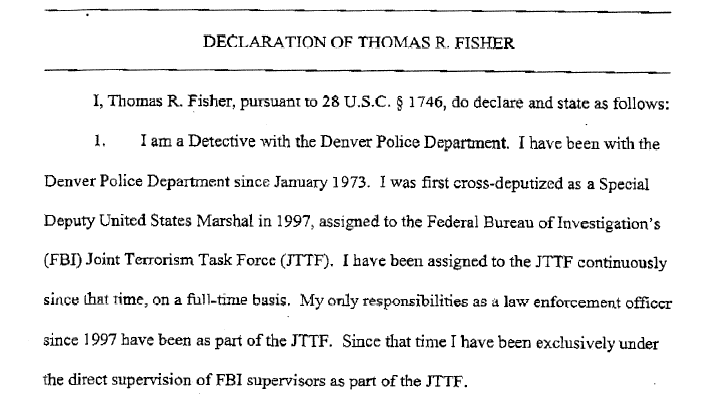 DECLARATION OF THOMAS R. FISHER
I, Thomas R. Fisher, pursuant to 28 U.S.C. § 1746, do declare and state as follows:
1. I am a Detective with the Denver Police Department. I have been with the
Denver Police Department since January 1973. I was first cross-deputized as a Special
Deputy United States Marshal in 1997, assigned to the Federal Bureau of Investigation's
(FBI) Joint Terrorism Task Force (JTTF). I have been assigned to the JTTF continuously
since that time, on a full-time basis. My only responsibilities as a law enforcement officer
since 1997 have been as part of the JTTF. Since that time I have been exclusively under
the direct supervision of FBI supervisors as part of the JTTF.